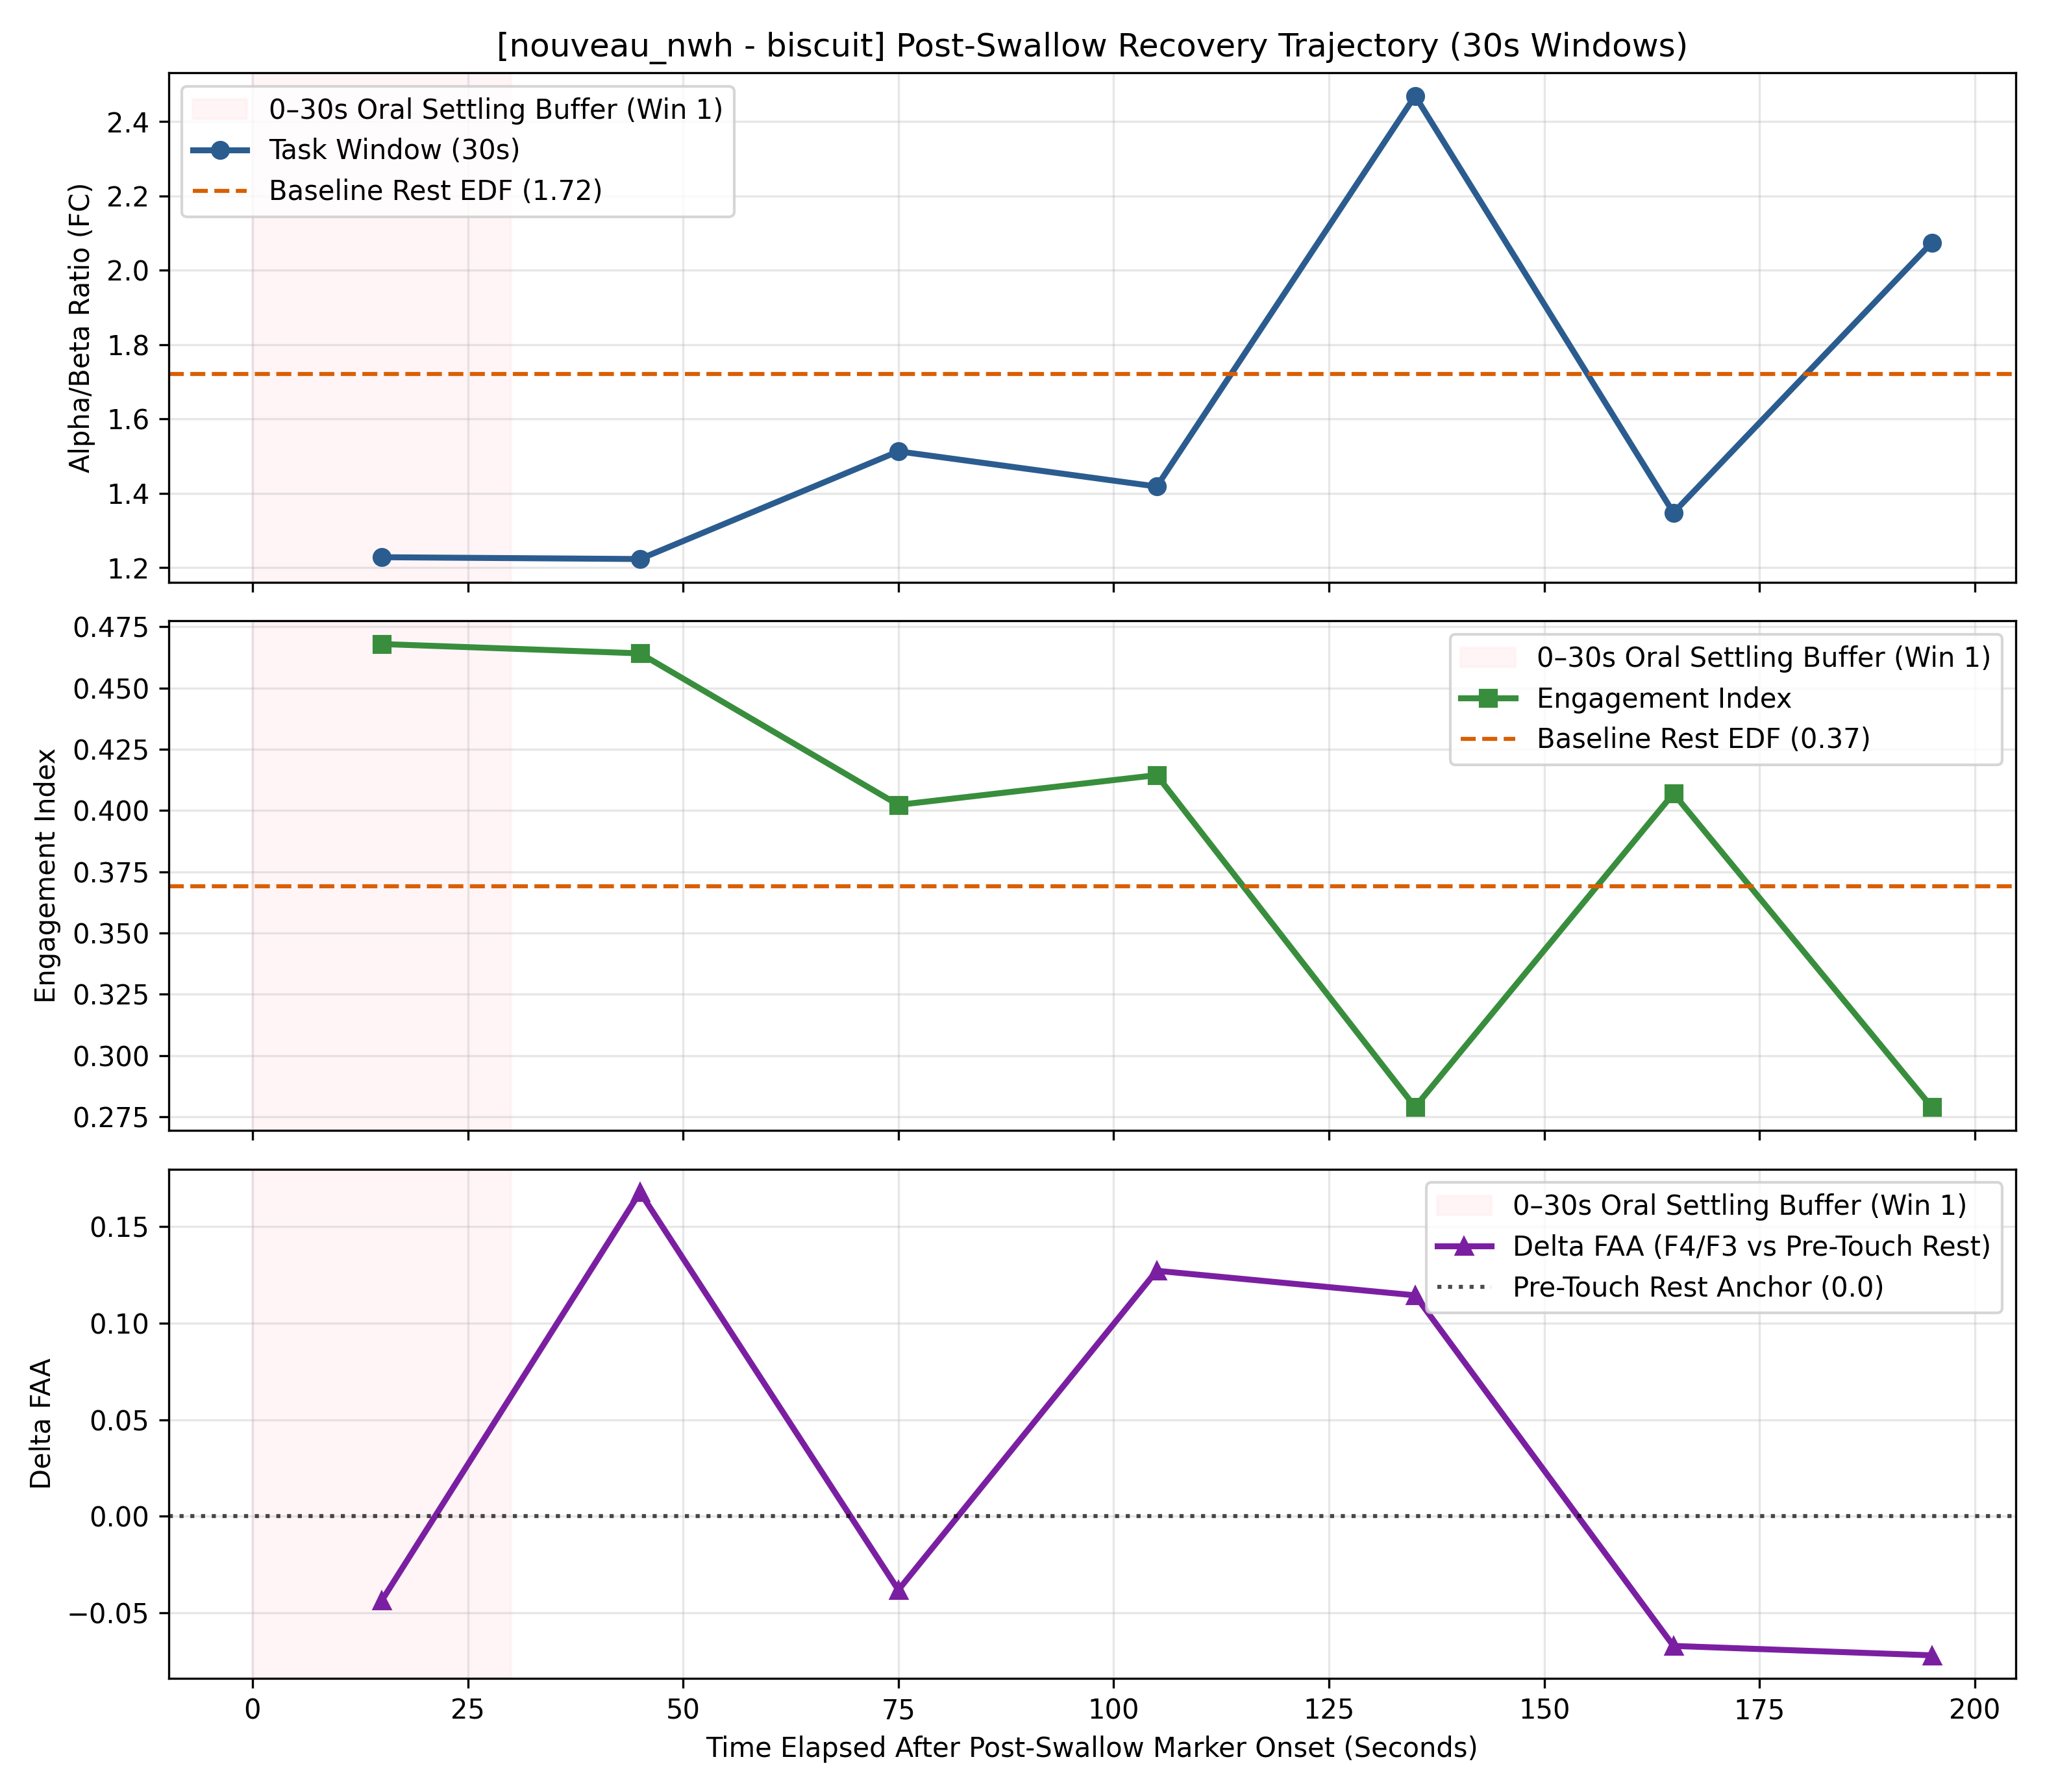 [nouveau_nwh - biscuit] Post-Swallow Recovery Trajectory (30s Windows)
Alpha/Beta Ratio (FC)
2.4
2.2
2.0
1.8
1.6
1.4
1.2
0–30s Oral Settling Buffer (Win 1)
Task Window (30s)
Baseline Rest EDF (1.72)
Engagement Index
0.475
0.450
0.425
0.400
0.375
0.350
0.325
0.300
0.275
0–30s Oral Settling Buffer (Win 1)
Engagement Index
Baseline Rest EDF (0.37)
Delta FAA
0.15
0.10
0.05
0.00
−0.05
0–30s Oral Settling Buffer (Win 1)
Delta FAA (F4/F3 vs Pre-Touch Rest)
Pre-Touch Rest Anchor (0.0)
0 25 50 75 100 125 150 175 200
Time Elapsed After Post-Swallow Marker Onset (Seconds)